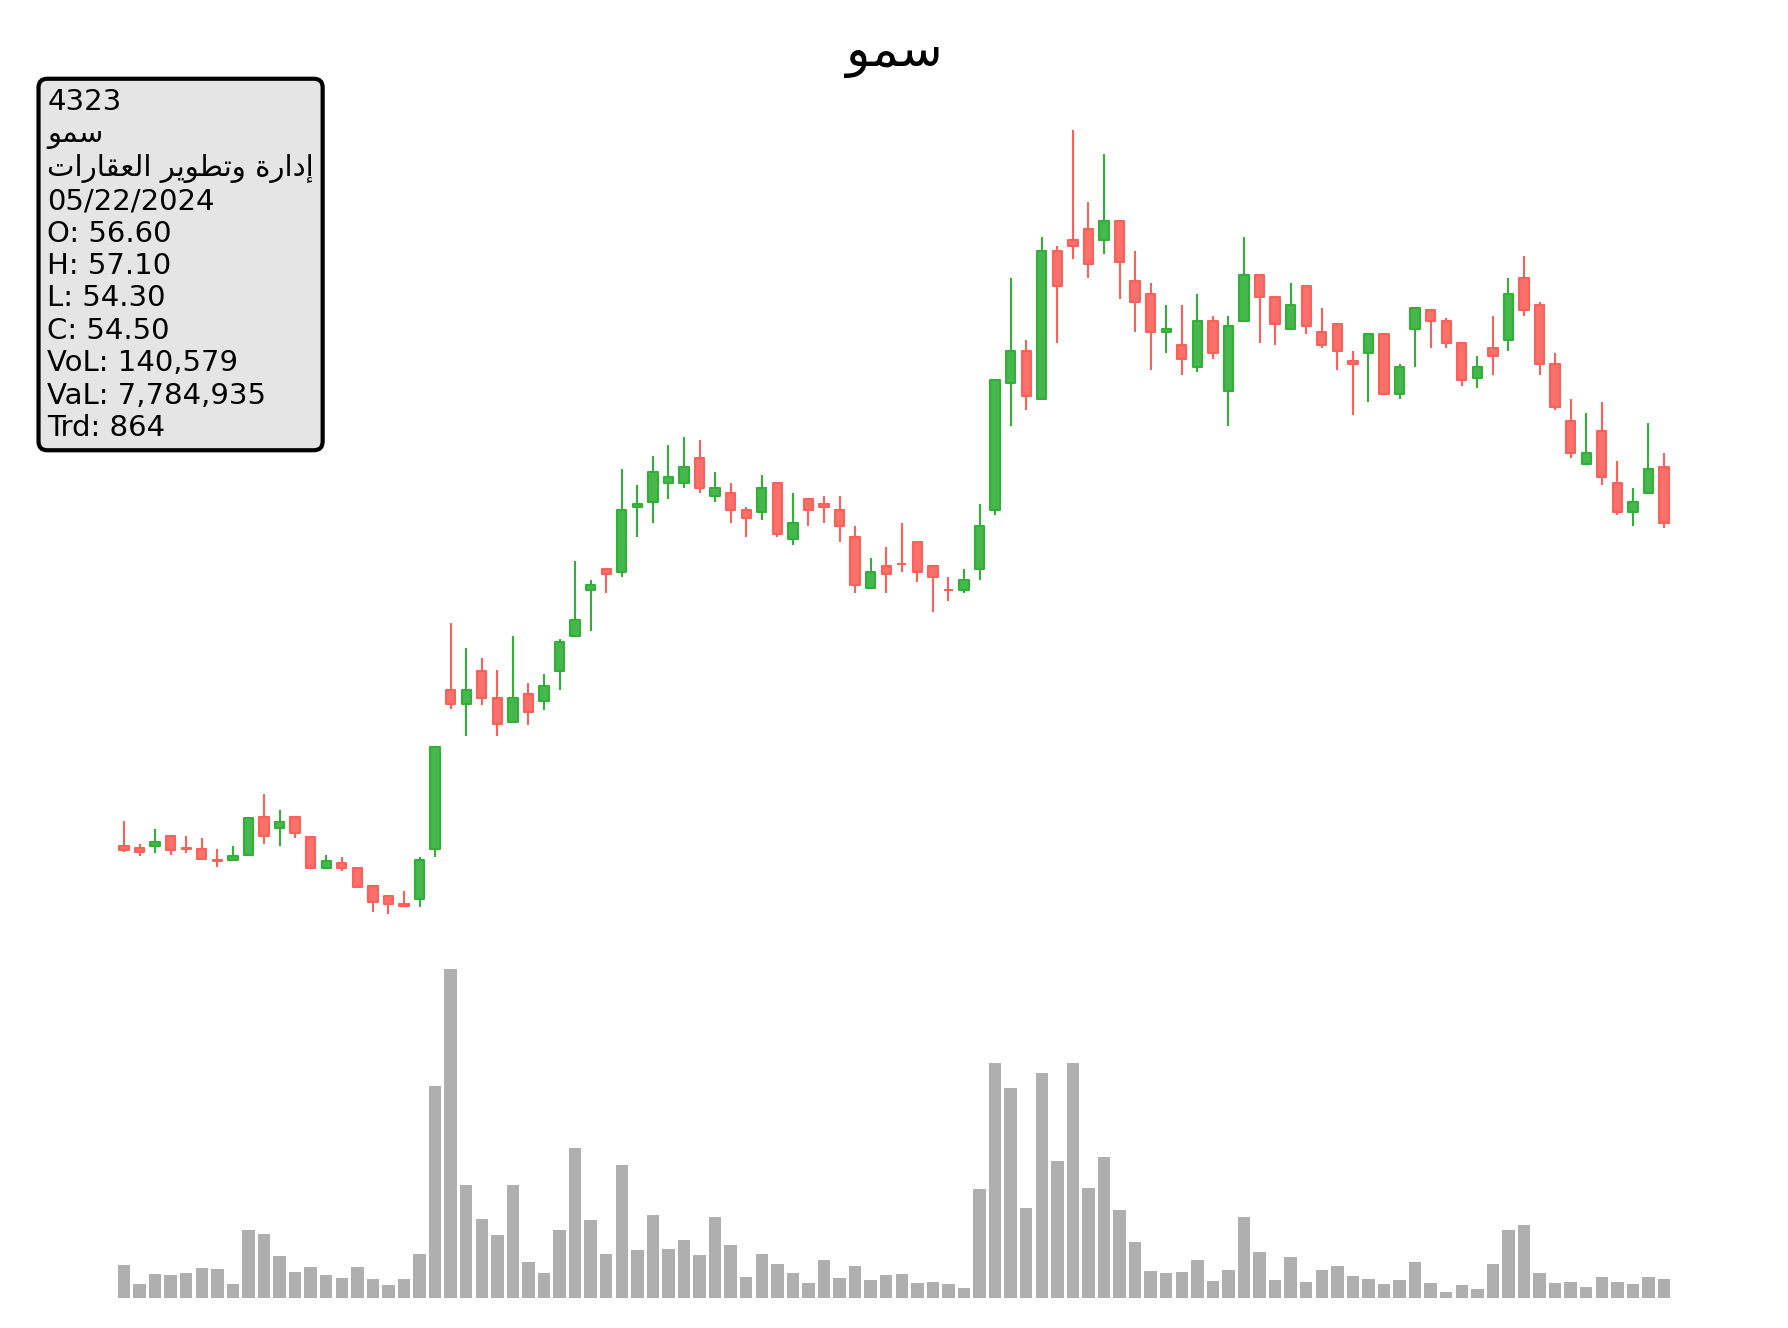 سمو
4323
سمو
إدارة وتطوير العقارات
05/22/2024
O: 56.60
H: 57.10
L: 54.30
C: 54.50
VoL: 140,579
VaL: 7,784,935
Trd: 864